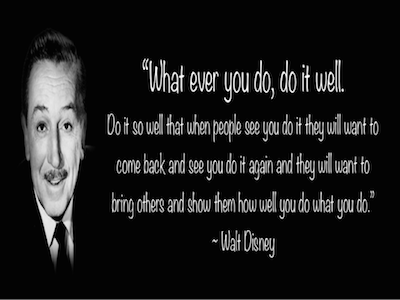 “What ever you do, do it well.
Do it so well that when people see you do it they will want to
come back and see you do it again and they will want to
bring others and show them how well you do what you do.”
~ Walt Disney